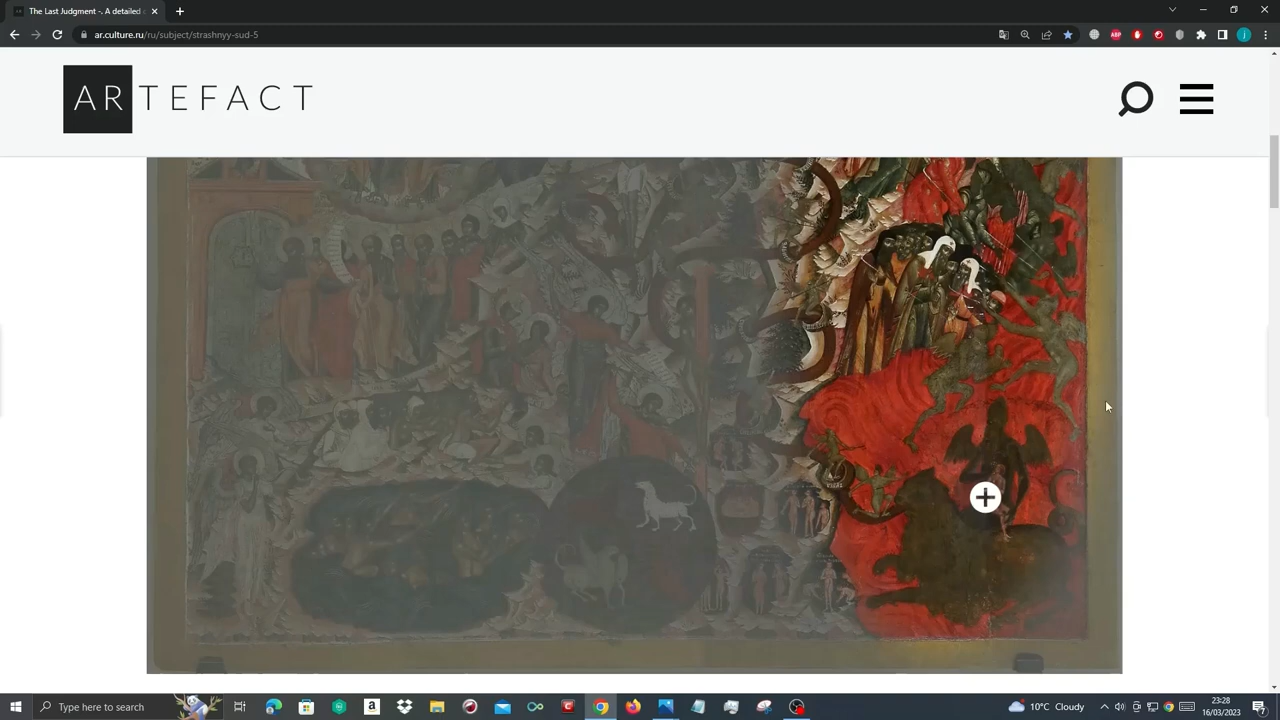 The Last Judgment -. A detailed
ar.culture.ru/ru/subject/strashnyy-sud-5
ABP
j
ARTEFACT
Type here to search
10°C Cloudy
23:28
16/03/2023